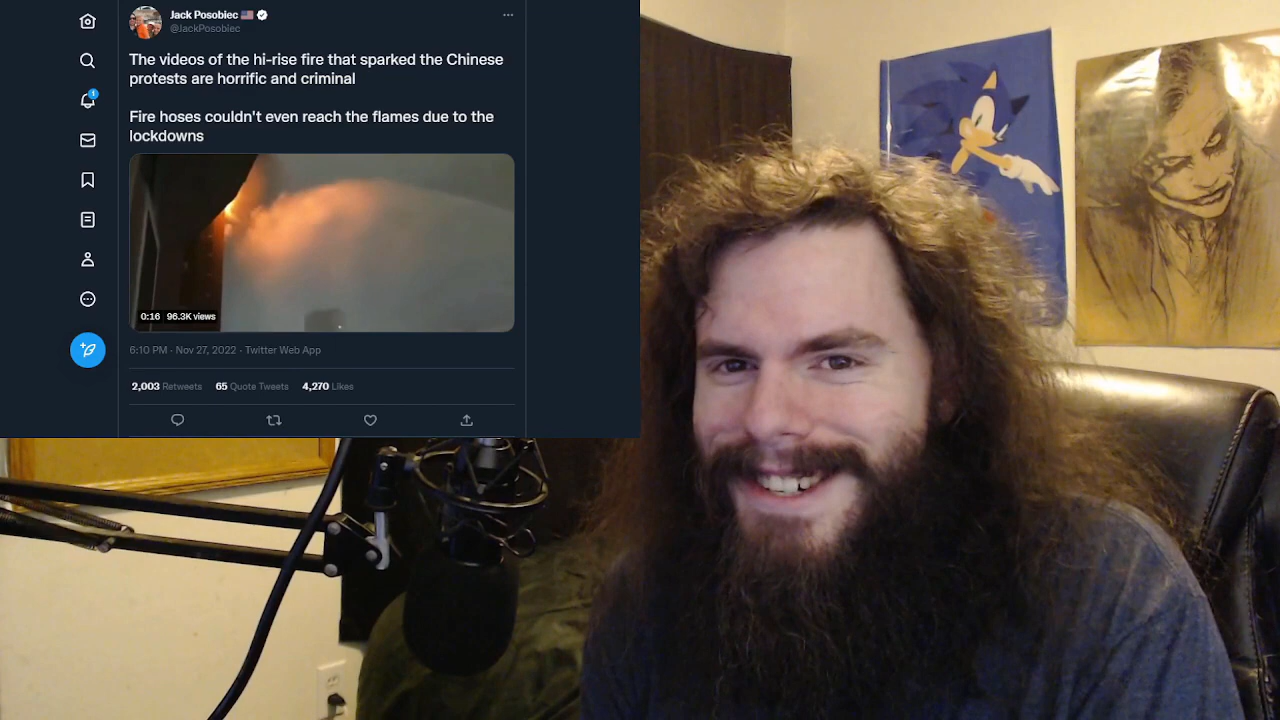 Jack Posobiec
@JackPosobiec
The videos of the hi-rise fire that sparked the Chinese
protests are horrific and criminal
Fire hoses couldn't even reach the flames due to the
lockdowns
0:16 96.3K views
6:10 PM · Nov 27, 2022 · Twitter Web App
2,003 Retweets 65 Quote Tweets 4,270 Likes
1